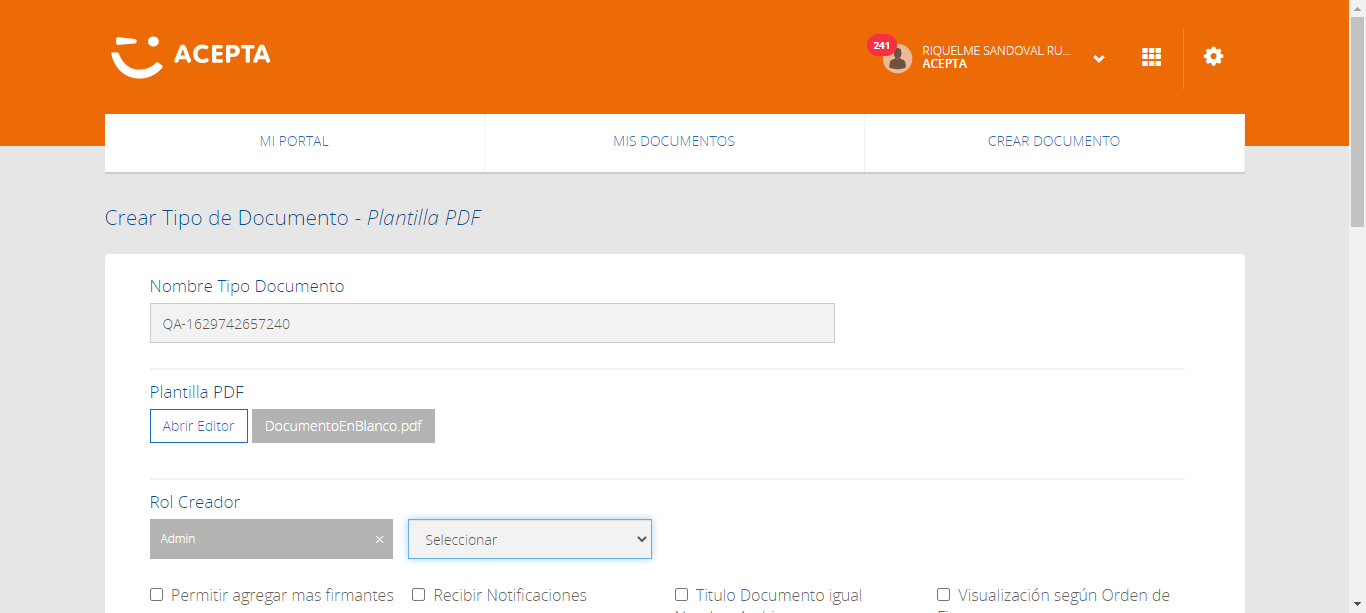 ACEPTA
241
RIQUELME SANDOVAL RU...
ACEPTA
MI PORTAL
MIS DOCUMENTOS
CREAR DOCUMENTO
Crear Tipo de Documento - Plantilla PDF
Nombre Tipo Documento
QA-1629742657240
Plantilla PDF
Abrir Editor
DocumentoEnBlanco.pdf
Rol Creador
Admin ×
Seleccionar
Permitir agregar mas firmantes
Recibir Notificaciones
Titulo Documento igual
Visualización según Orden de